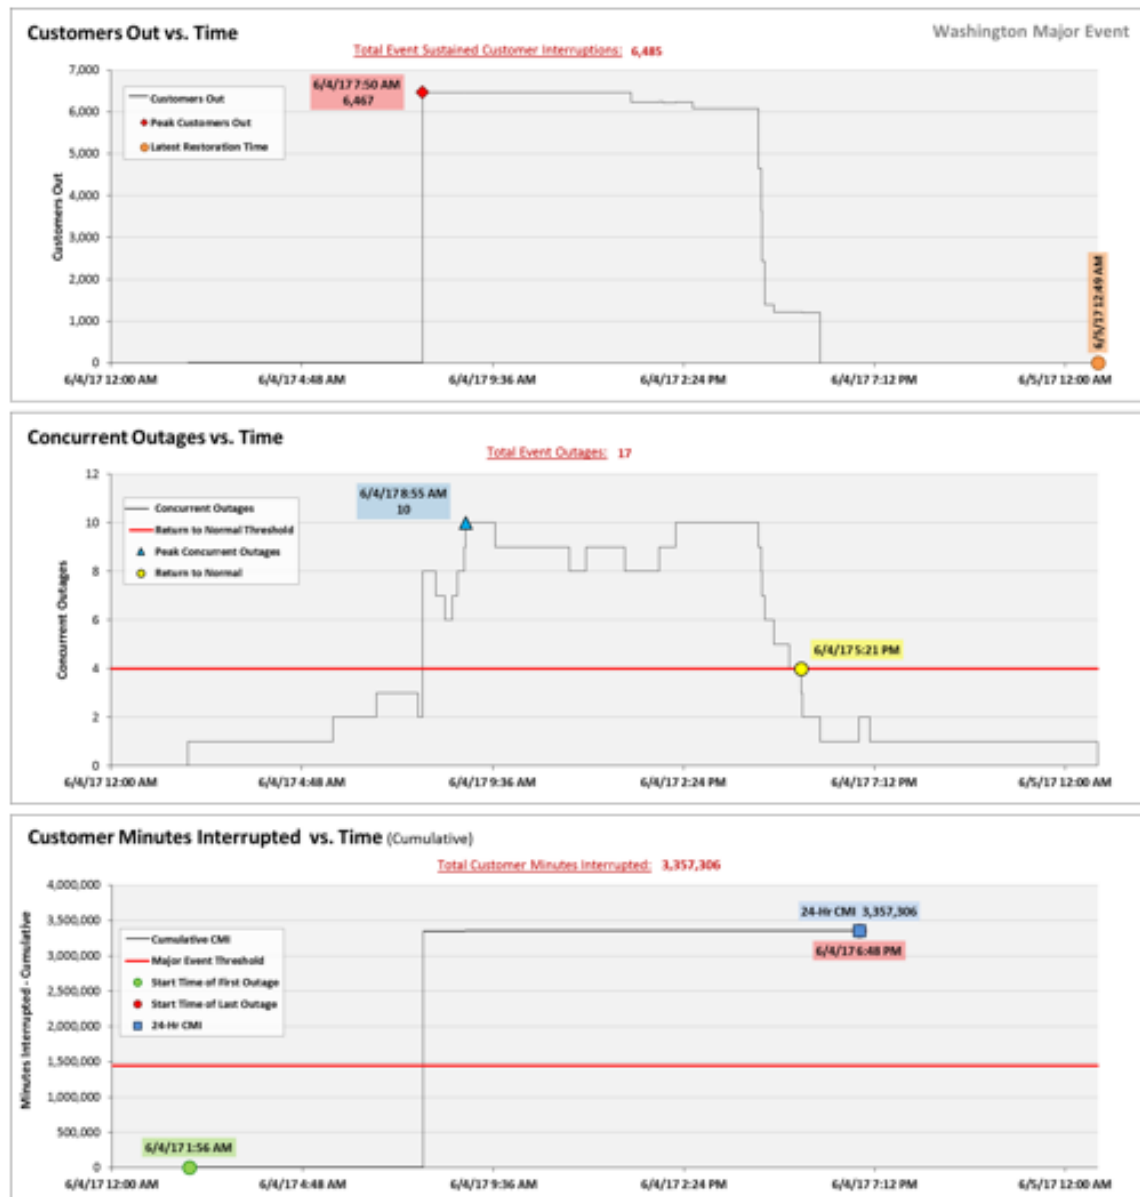 Customers Out vs. Time
Washington Major Event
Total Event Sustained Customer Interruptions: 6,485
7,000
6,000
5,000
4,000
3,000
2,000
1,000
0
Customers Out
Customers Out
Peak Customers Out
Latest Restoration Time
6/4/17 7:50 AM
6,467
6/5/17 12:49 AM
6/4/17 12:00 AM
6/4/17 4:48 AM
6/4/17 9:36 AM
6/4/17 2:24 PM
6/4/17 7:12 PM
6/5/17 12:00 AM
Concurrent Outages vs. Time
Total Event Outages: 17
12
10
8
6
4
2
0
Concurrent Outages
Concurrent Outages
Return to Normal Threshold
Peak Concurrent Outages
Return to Normal
6/4/17 8:55 AM
10
6/4/17 5:21 PM
6/4/17 12:00 AM
6/4/17 4:48 AM
6/4/17 9:36 AM
6/4/17 2:24 PM
6/4/17 7:12 PM
6/5/17 12:00 AM
Customer Minutes Interrupted vs. Time (Cumulative)
Total Customer Minutes Interrupted: 3,357,306
4,000,000
3,500,000
3,000,000
2,500,000
2,000,000
1,500,000
1,000,000
500,000
0
Minutes Interrupted - Cumulative
Cumulative CMI
Major Event Threshold
Start Time of First Outage
Start Time of Last Outage
24-Hr CMI
24-Hr CMI 3,357,306
6/4/17 6:48 PM
6/4/17 1:56 AM
6/4/17 12:00 AM
6/4/17 4:48 AM
6/4/17 9:36 AM
6/4/17 2:24 PM
6/4/17 7:12 PM
6/5/17 12:00 AM